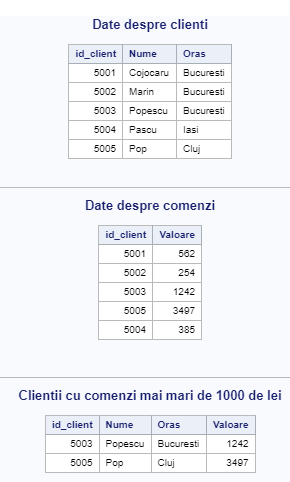 Date despre clienti
id_client Nume Oras
5001 Cojocaru Bucuresti
5002 Marin Bucuresti
5003 Popescu Bucuresti
5004 Pascu Iasi
5005 Pop Cluj
Date despre comenzi
id_client Valoare
5001 562
5002 254
5003 1242
5005 3497
5004 385
Clientii cu comenzi mai mari de 1000 de lei
id_client Nume Oras Valoare
5003 Popescu Bucuresti 1242
5005 Pop Cluj 3497